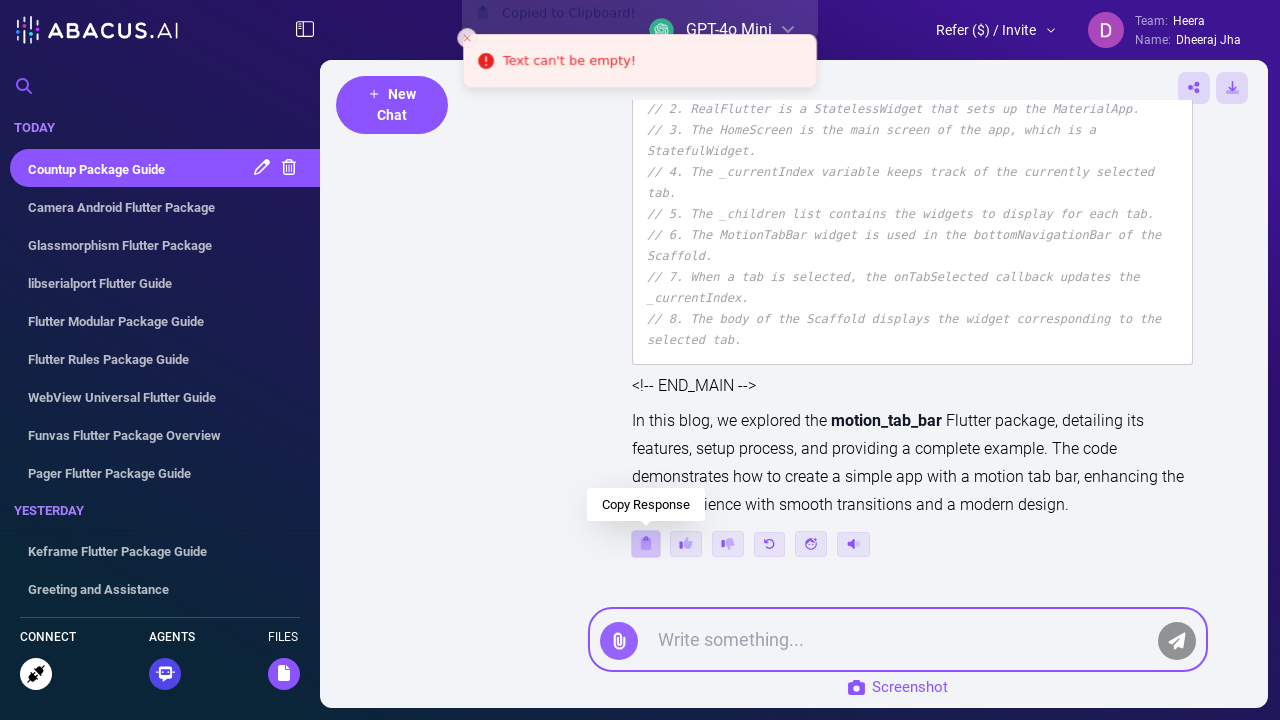 ABACUS.AI
Copied to Clipboard!
GPT-4o Mini
Text can't be empty!
Refer ($) / Invite
D
Team: Heera
Name: Dheeraj Jha
+ New
Chat
TODAY
Countup Package Guide
Camera Android Flutter Package
Glassmorphism Flutter Package
libserialport Flutter Guide
Flutter Modular Package Guide
Flutter Rules Package Guide
WebView Universal Flutter Guide
Funvas Flutter Package Overview
Pager Flutter Package Guide
YESTERDAY
Keframe Flutter Package Guide
Greeting and Assistance
CONNECT
AGENTS
FILES
// 2. RealFlutter is a StatelessWidget that sets up the MaterialApp.
// 3. The HomeScreen is the main screen of the app, which is a
StatefulWidget.
// 4. The _currentIndex variable keeps track of the currently selected
tab.
// 5. The _children list contains the widgets to display for each tab.
// 6. The MotionTabBar widget is used in the bottomNavigationBar of the
Scaffold.
// 7. When a tab is selected, the onTabSelected callback updates the
_currentIndex.
// 8. The body of the Scaffold displays the widget corresponding to the
selected tab.
<!-- END_MAIN -->
In this blog, we explored the motion_tab_bar Flutter package, detailing its
features, setup process, and providing a complete example. The code
demonstrates how to create a simple app with a motion tab bar, enhancing the
ience with smooth transitions and a modern design.
Copy Response
Write something...
Screenshot